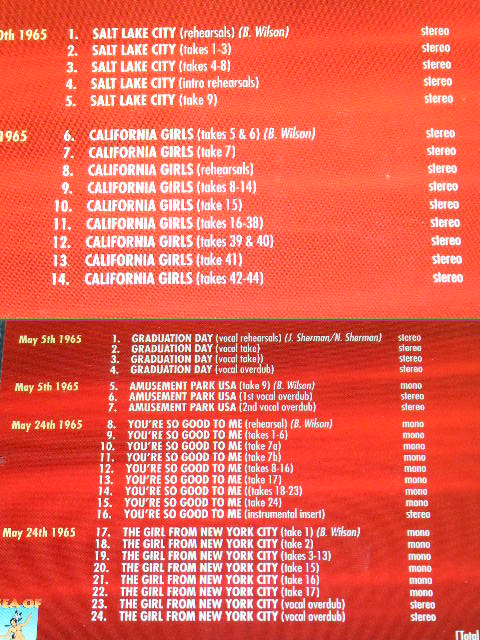 0th 1965 1. SALT LAKE CITY (rehearsals) (B. Wilson) stereo
2. SALT LAKE CITY (takes 1-3) stereo
3. SALT LAKE CITY (takes 4-8) stereo
4. SALT LAKE CITY (intro rehearsals) stereo
5. SALT LAKE CITY (take 9) stereo
1965 6. CALIFORNIA GIRLS (takes 5 & 6) (B. Wilson) stereo
7. CALIFORNIA GIRLS (take 7) stereo
8. CALIFORNIA GIRLS (rehearsals) stereo
9. CALIFORNIA GIRLS (takes 8-14) stereo
10. CALIFORNIA GIRLS (take 15) stereo
11. CALIFORNIA GIRLS (takes 16-38) stereo
12. CALIFORNIA GIRLS (takes 39 & 40) stereo
13. CALIFORNIA GIRLS (take 41) stereo
14. CALIFORNIA GIRLS (takes 42-44) stereo
May 5th 1965 1. GRADUATION DAY (vocal rehearsals) (J. Sherman/N. Sherman) stereo
2. GRADUATION DAY (vocal take) stereo
3. GRADUATION DAY (vocal take)) stereo
4. GRADUATION DAY (vocal overdub) stereo
May 5th 1965 5. AMUSEMENT PARK USA (take 9) (B. Wilson) mono
6. AMUSEMENT PARK USA (1st vocal overdub) stereo
7. AMUSEMENT PARK USA (2nd vocal overdub) stereo
May 24th 1965 8. YOU'RE SO GOOD TO ME (rehearsal) (B. Wilson) mono
9. YOU'RE SO GOOD TO ME (takes 1-6) mono
10. YOU'RE SO GOOD TO ME (take 7a) mono
11. YOU'RE SO GOOD TO ME (take 7b) mono
12. YOU'RE SO GOOD TO ME (takes 8-16) mono
13. YOU'RE SO GOOD TO ME (take 17) mono
14. YOU'RE SO GOOD TO ME ((takes 18-23) mono
15. YOU'RE SO GOOD TO ME (take 24) mono
16. YOU'RE SO GOOD TO ME (instrumental insert) stereo
May 24th 1965 17. THE GIRL FROM NEW YORK CITY (take 1) (B. Wilson) mono
18. THE GIRL FROM NEW YORK CITY (take 2) mono
19. THE GIRL FROM NEW YORK CITY (takes 3-13) mono
20. THE GIRL FROM NEW YORK CITY (take 15) mono
21. THE GIRL FROM NEW YORK CITY (take 16) mono
22. THE GIRL FROM NEW YORK CITY (take 17) mono
23. THE GIRL FROM NEW YORK CITY (vocal overdub) stereo
24. THE GIRL FROM NEW YORK CITY (vocal overdub) stereo
SEA OF
[Total